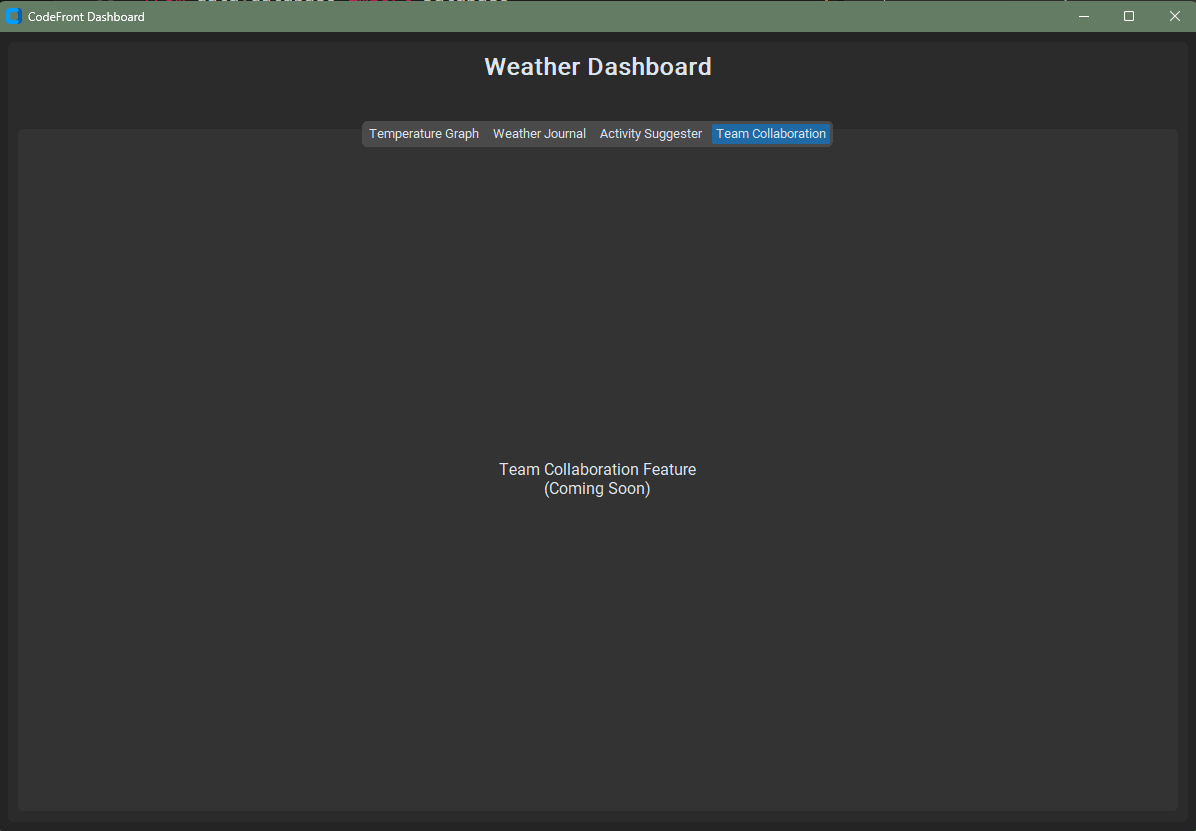 CodeFront Dashboard
Weather Dashboard
Temperature Graph Weather Journal Activity Suggester Team Collaboration
Team Collaboration Feature
(Coming Soon)